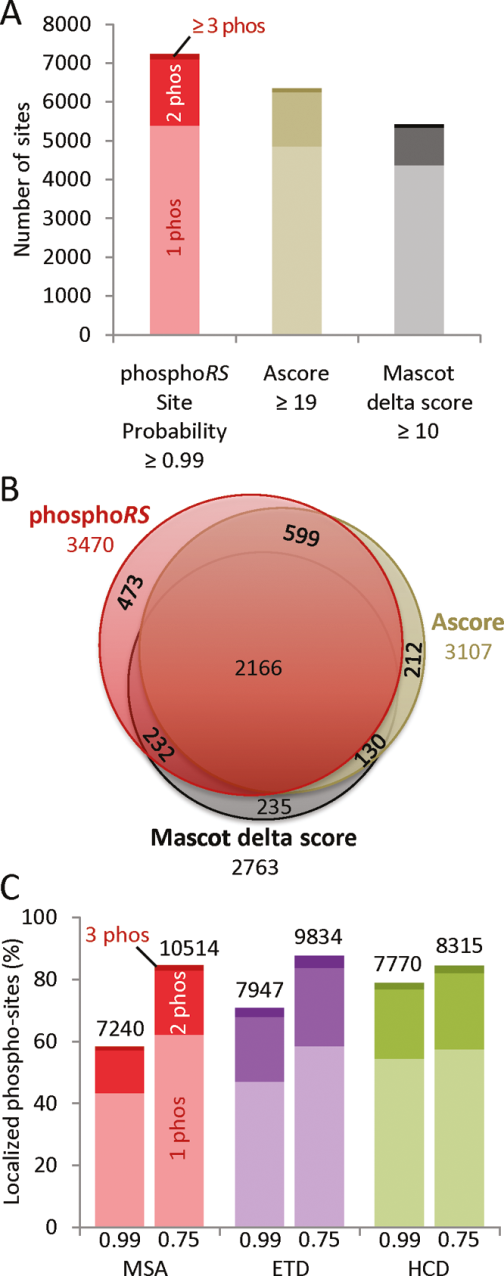 A
8000
7000
6000
5000
4000
3000
2000
1000
0
Number of sites
≥ 3 phos
2 phos
1 phos
phosphoRS
Site
Probability
≥ 0.99
Ascore
≥ 19
Mascot
delta score
≥ 10
B
phosphoRS
3470
599
473
Ascore
3107
212
2166
232
130
235
Mascot delta score
2763
C
100
80
60
40
20
0
Localized phospho-sites (%)
3 phos
7240
10514
2 phos
1 phos
7947
9834
7770
8315
0.99 0.75 0.99 0.75 0.99 0.75
MSA ETD HCD